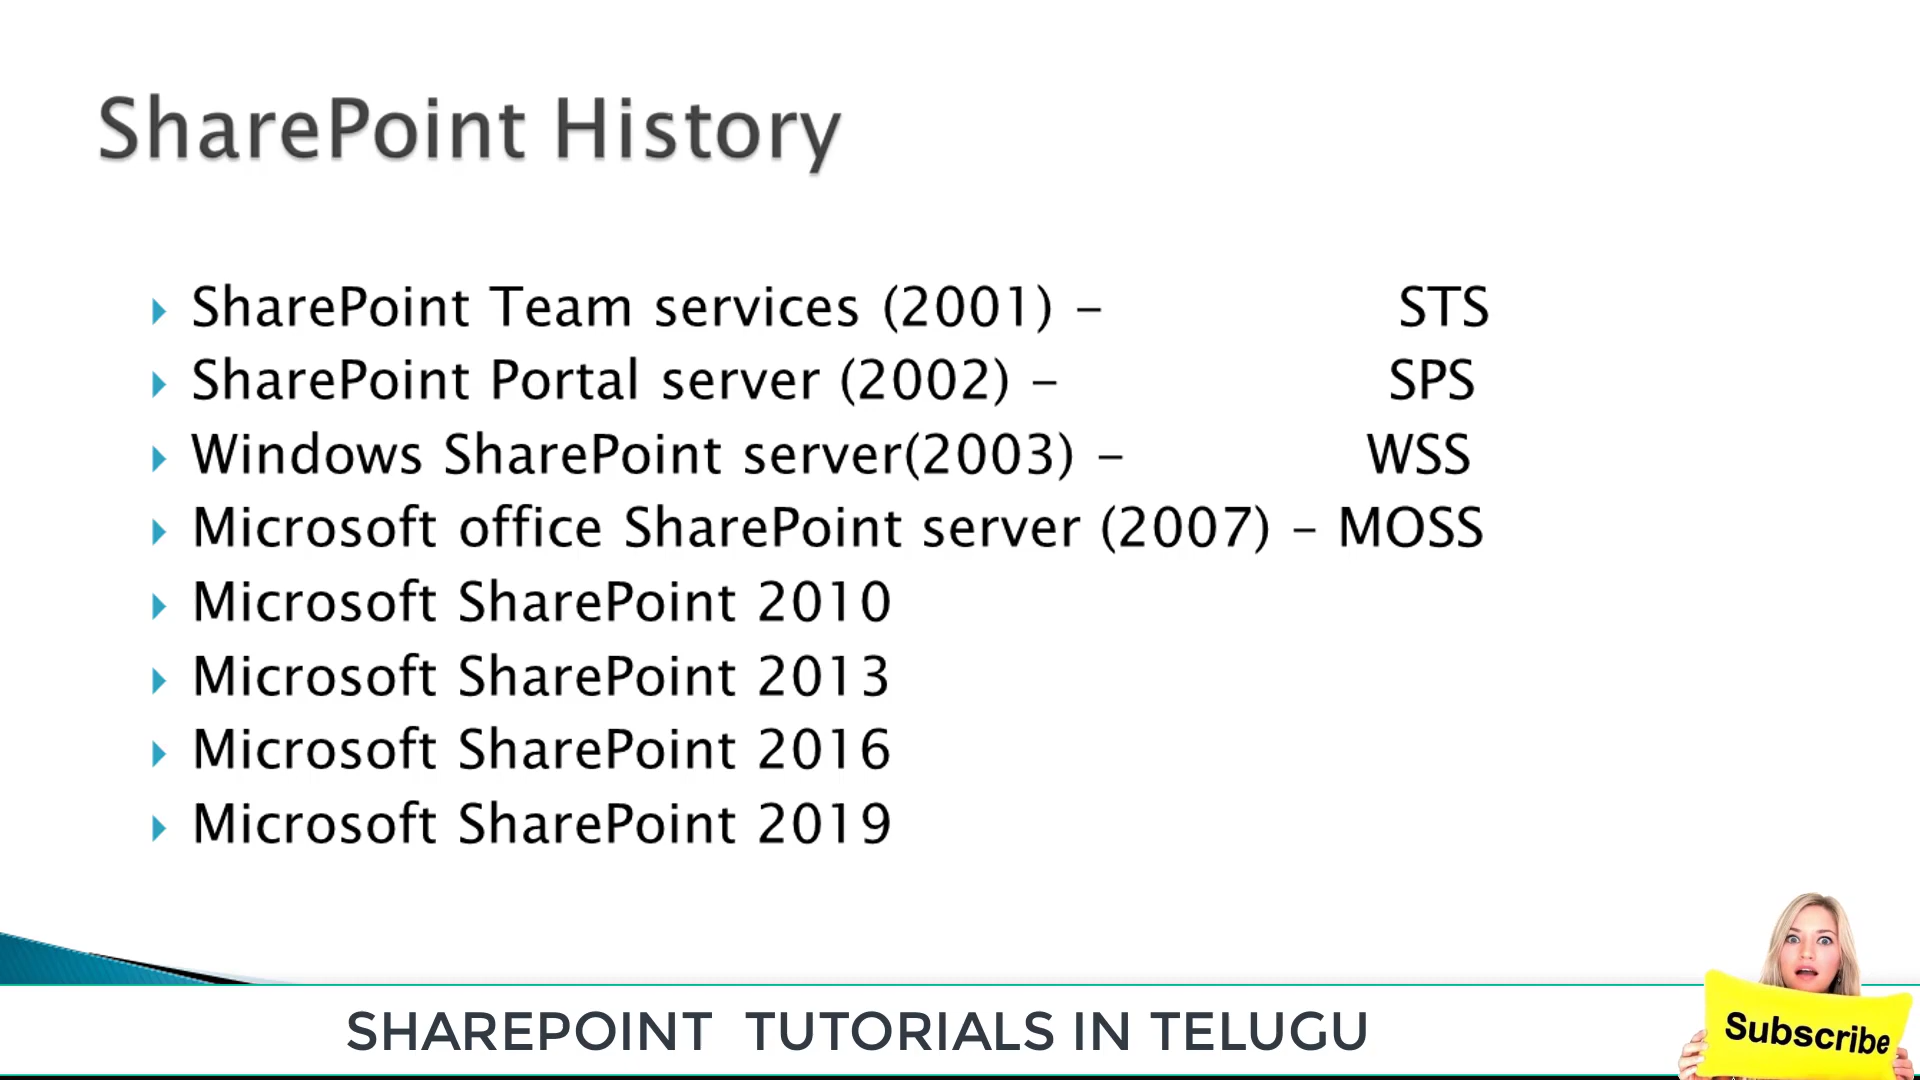 SharePoint History
SharePoint Team services (2001) - STS
SharePoint Portal server (2002) - SPS
Windows SharePoint server(2003) - WSS
Microsoft office SharePoint server (2007) - MOSS
Microsoft SharePoint 2010
Microsoft SharePoint 2013
Microsoft SharePoint 2016
Microsoft SharePoint 2019
SHAREPOINT TUTORIALS IN TELUGU
Subscribe